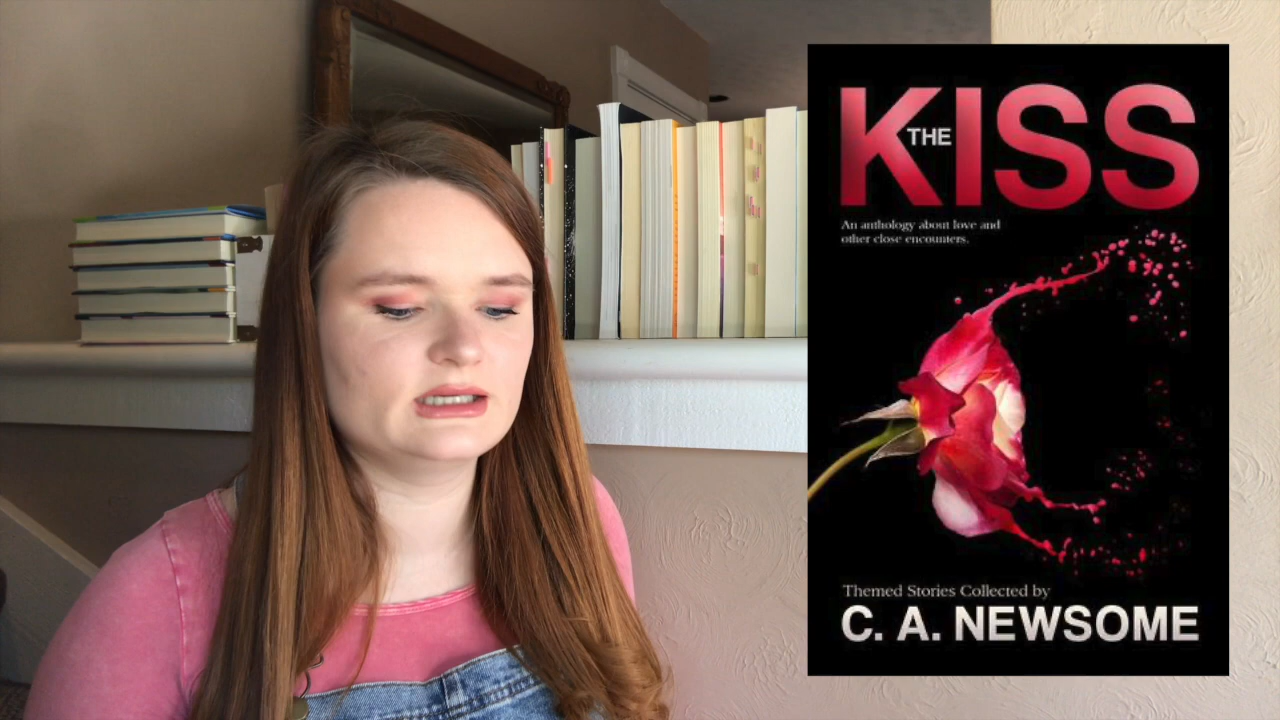 THE KISS
An anthology about love and
other close encounters.
Themed Stories Collected by
C. A. NEWSOME